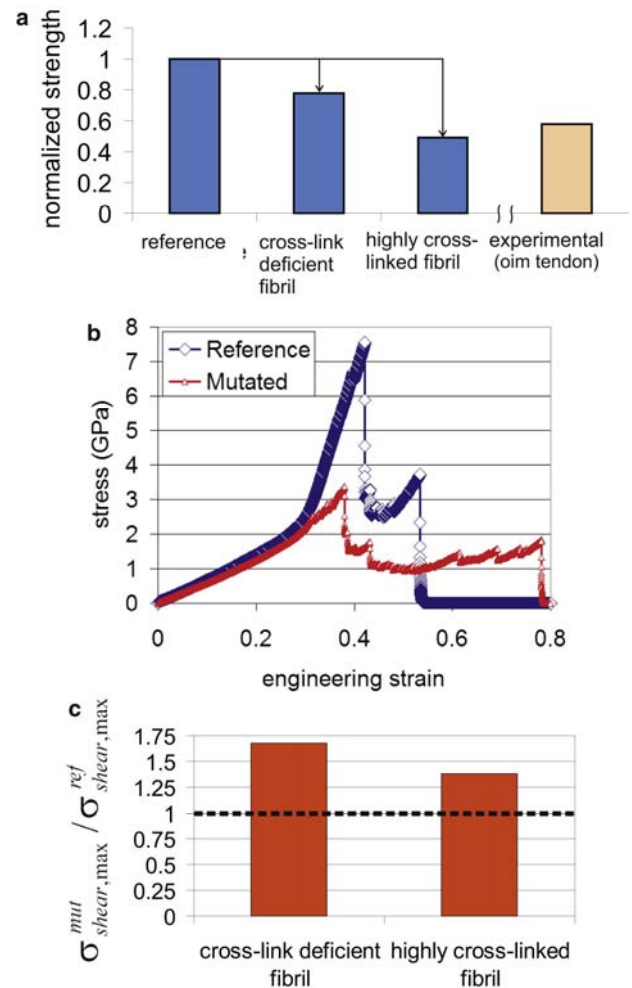 a
normalized strength
1.2
1
0.8
0.6
0.4
0.2
0
reference
cross-link
deficient
fibril
highly cross-
linked fibril
experimental
(oim tendon)
b
stress (GPa)
8
7
6
5
4
3
2
1
0
Reference
Mutated
0 0.2 0.4 0.6 0.8
engineering strain
c
σ^{mut}_{shear,max} / σ^{ref}_{shear,max}
1.75
1.5
1.25
1
0.75
0.5
0.25
0
cross-link deficient
fibril
highly cross-linked
fibril